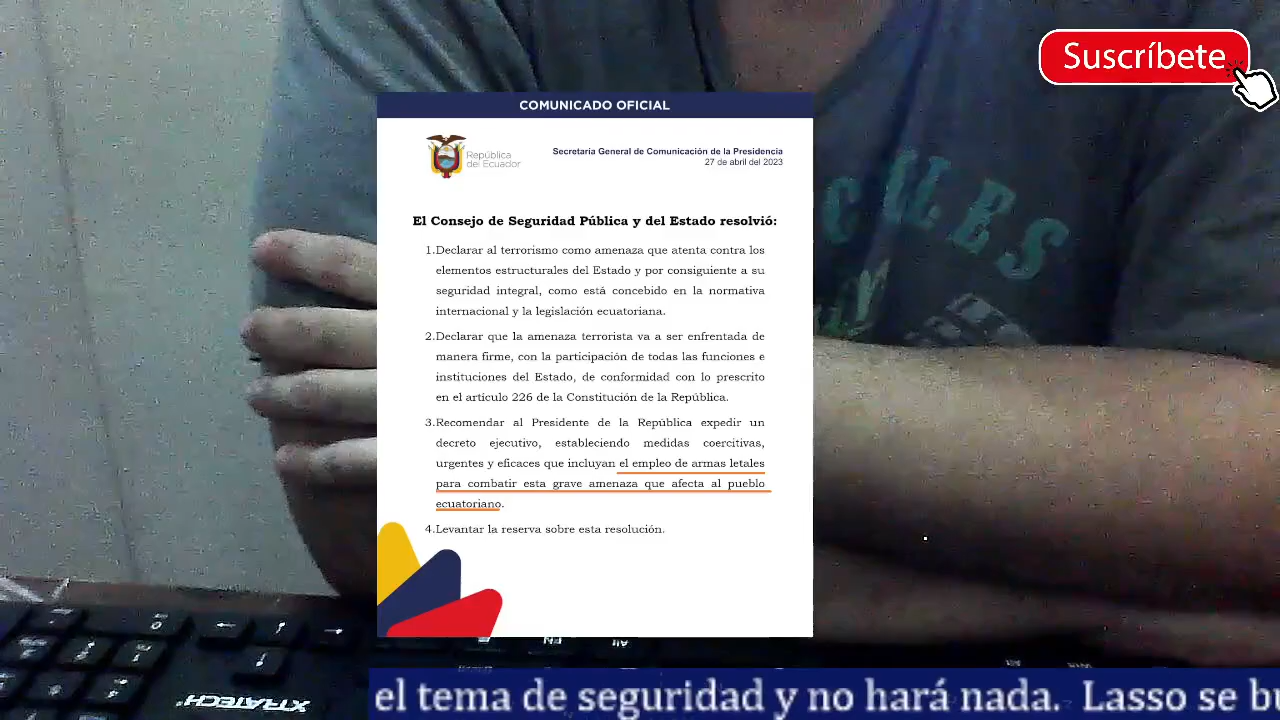 Suscríbete
COMUNICADO OFICIAL
República
del Ecuador
Secretaría General de Comunicación de la Presidencia
27 de abril del 2023
El Consejo de Seguridad Pública y del Estado resolvió:
1.Declarar al terrorismo como amenaza que atenta contra los
elementos estructurales del Estado y por consiguiente a su
seguridad integral, como está concebido en la normativa
internacional y la legislación ecuatoriana.
2.Declarar que la amenaza terrorista va a ser enfrentada de
manera firme, con la participación de todas las funciones e
instituciones del Estado, de conformidad con lo prescrito
en el artículo 226 de la Constitución de la República.
3.Recomendar al Presidente de la República expedir un
decreto ejecutivo, estableciendo medidas coercitivas,
urgentes y eficaces que incluyan el empleo de armas letales
para combatir esta grave amenaza que afecta al pueblo
ecuatoriano.
4.Levantar la reserva sobre esta resolución.
XTRATECH
el tema de seguridad y no hará nada. Lasso se bu